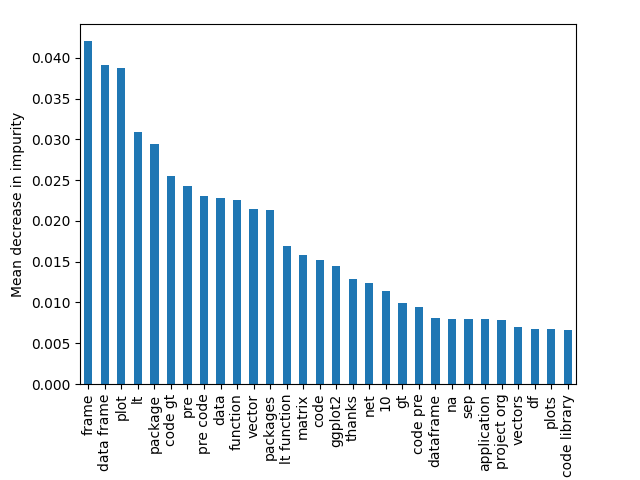 0.040
0.035
0.030
0.025
0.020
0.015
0.010
0.005
0.000
Mean decrease in impurity
frame
data frame
plot
lt
package
code gt
pre
pre code
data
function
vector
packages
lt function
matrix
code
ggplot2
thanks
net
10
gt
code pre
dataframe
na
sep
application
project org
vectors
df
plots
code library